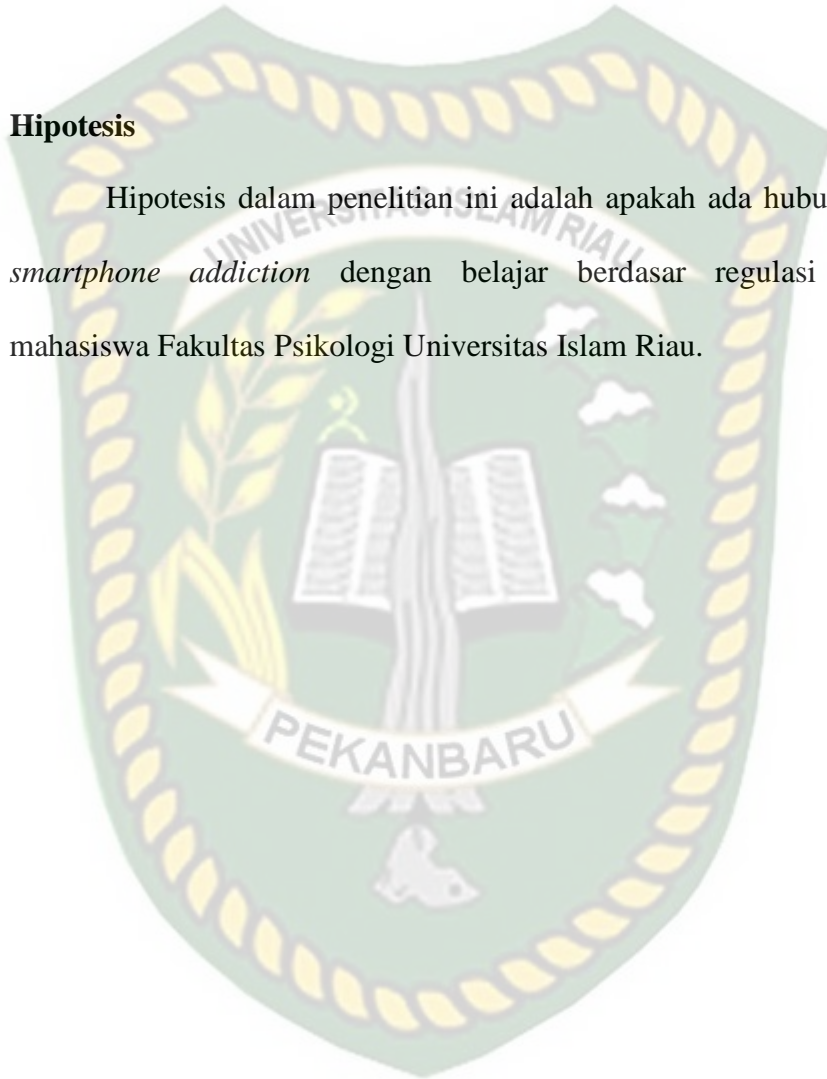 Hipotesis
Hipotesis dalam penelitian ini adalah apakah ada hubu
smartphone addiction dengan belajar berdasar regulasi
mahasiswa Fakultas Psikologi Universitas Islam Riau.
UNIVERSITAS ISLAM RIAU
PEKANBARU